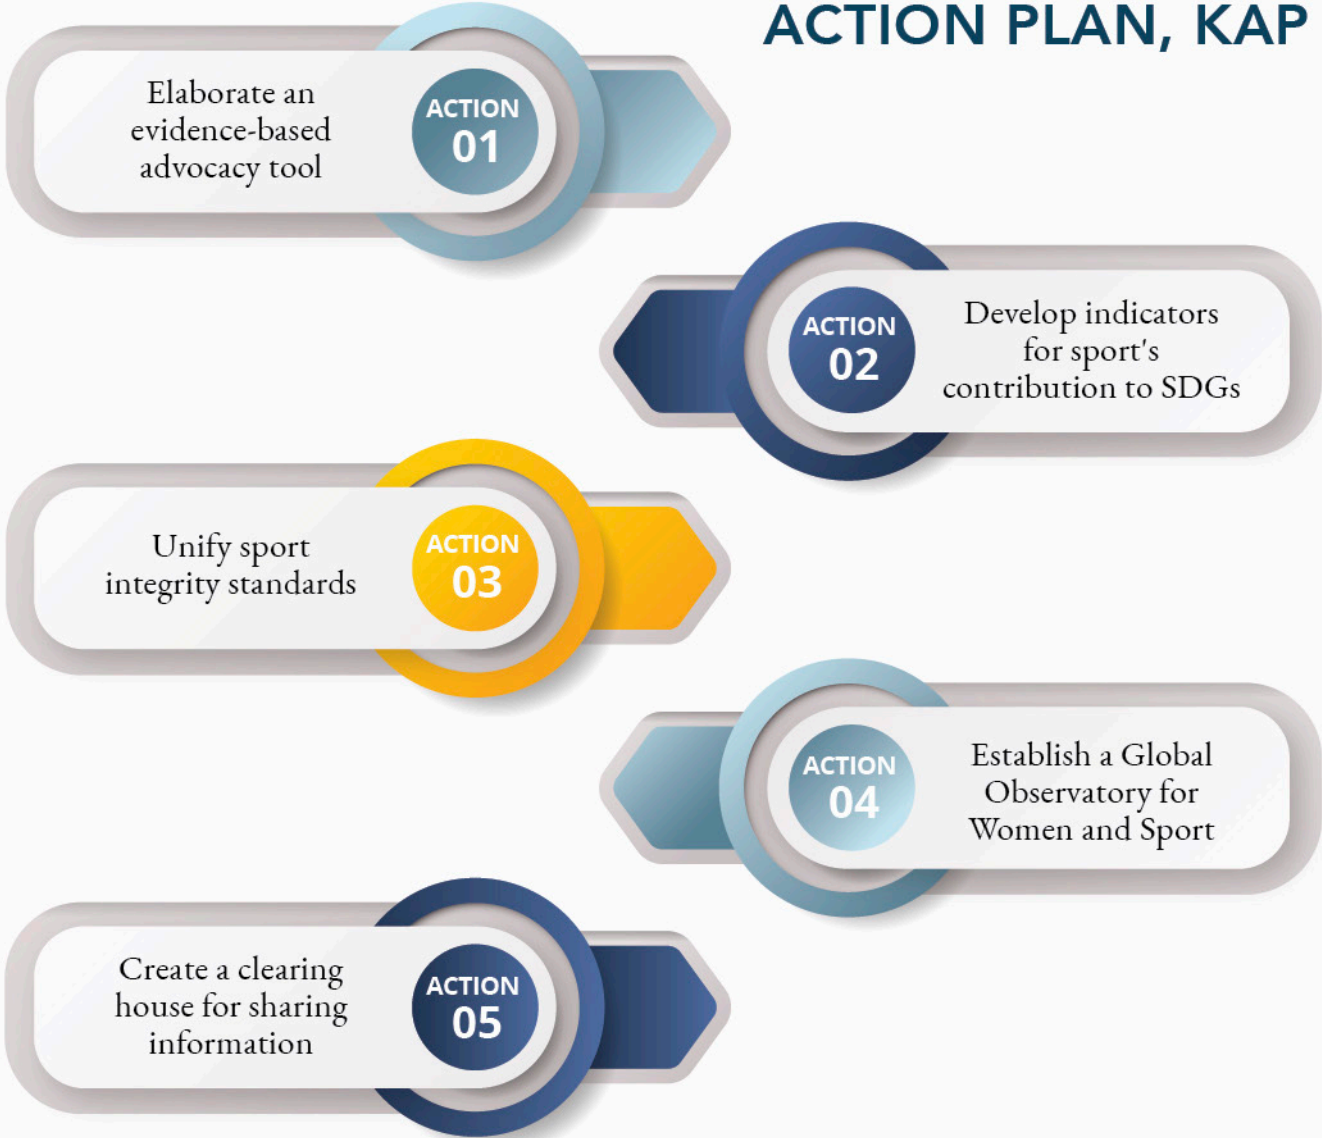 ACTION PLAN, KAP
Elaborate an
evidence-based
advocacy tool
ACTION
01
ACTION
02
Develop indicators
for sport's
contribution to SDGs
Unify sport
integrity standards
ACTION
03
ACTION
04
Establish a Global
Observatory for
Women and Sport
Create a clearing
house for sharing
information
ACTION
05